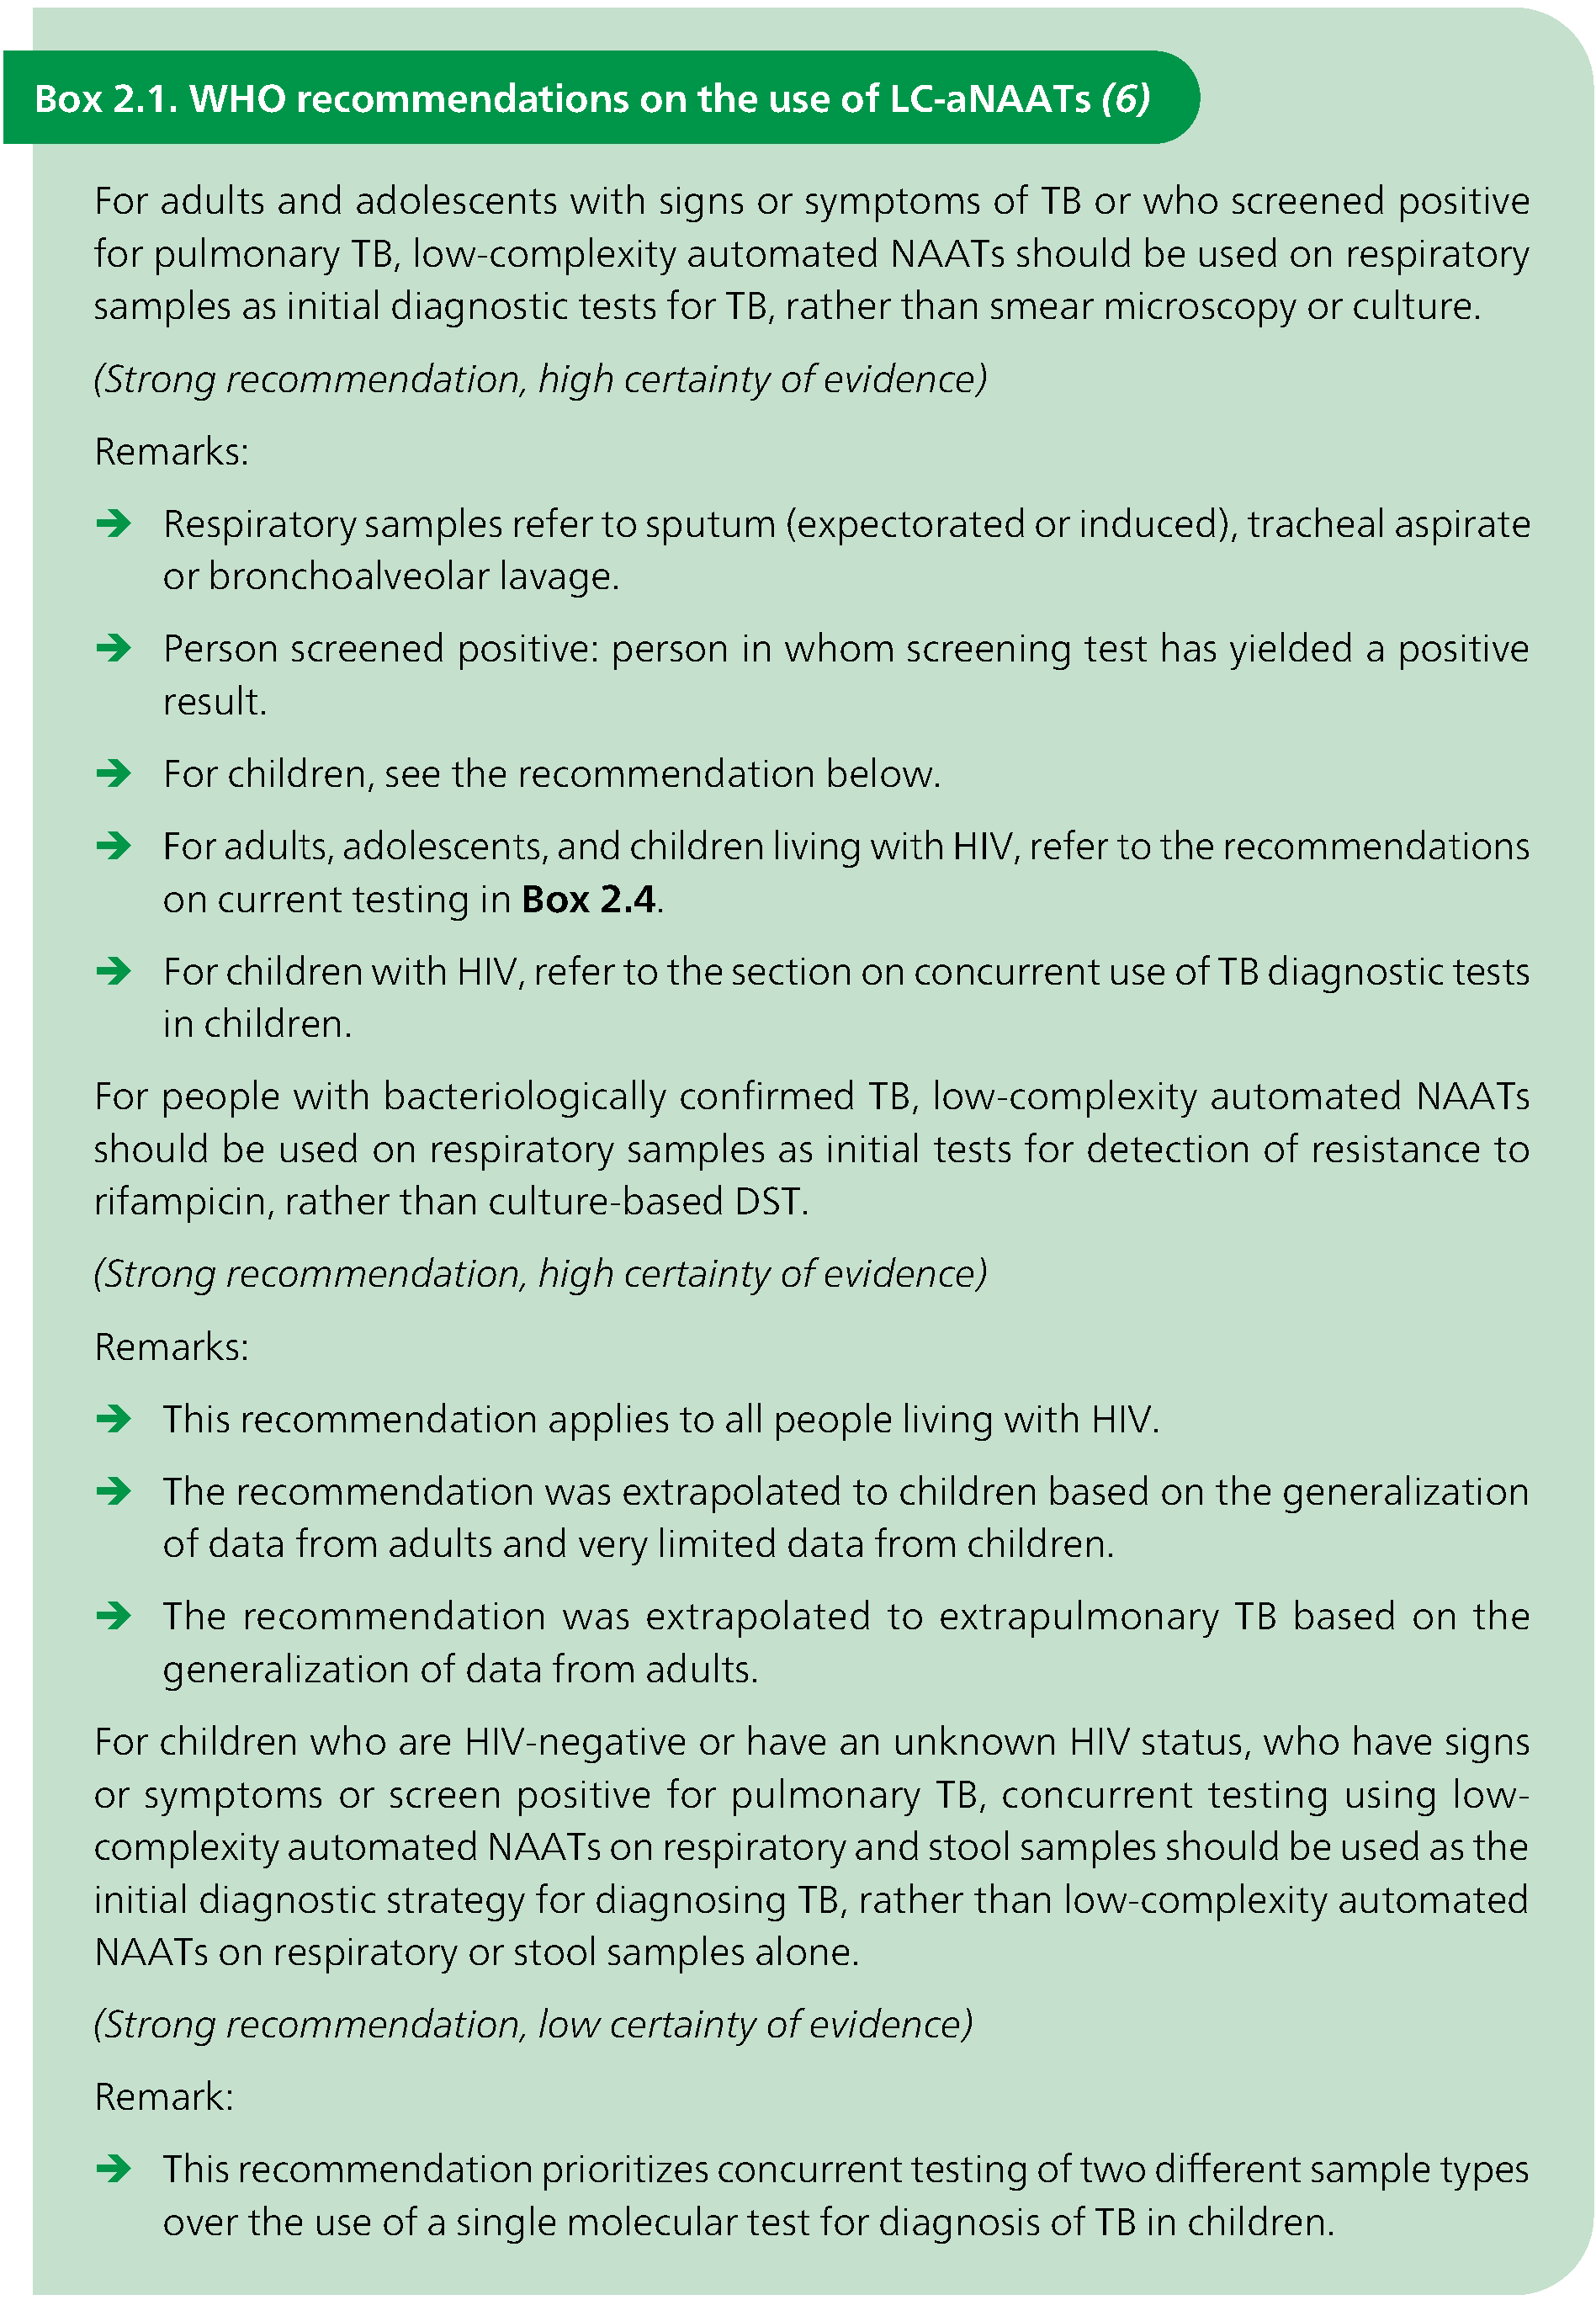 Box 2.1. WHO recommendations on the use of LC-aNAATs (6)
For adults and adolescents with signs or symptoms of TB or who screened positive
for pulmonary TB, low-complexity automated NAATs should be used on respiratory
samples as initial diagnostic tests for TB, rather than smear microscopy or culture.
(Strong recommendation, high certainty of evidence)
Remarks:
➔ Respiratory samples refer to sputum (expectorated or induced), tracheal aspirate
or bronchoalveolar lavage.
➔ Person screened positive: person in whom screening test has yielded a positive
result.
➔ For children, see the recommendation below.
➔ For adults, adolescents, and children living with HIV, refer to the recommendations
on current testing in Box 2.4.
➔ For children with HIV, refer to the section on concurrent use of TB diagnostic tests
in children.
For people with bacteriologically confirmed TB, low-complexity automated NAATs
should be used on respiratory samples as initial tests for detection of resistance to
rifampicin, rather than culture-based DST.
(Strong recommendation, high certainty of evidence)
Remarks:
➔ This recommendation applies to all people living with HIV.
➔ The recommendation was extrapolated to children based on the generalization
of data from adults and very limited data from children.
➔ The recommendation was extrapolated to extrapulmonary TB based on the
generalization of data from adults.
For children who are HIV-negative or have an unknown HIV status, who have signs
or symptoms or screen positive for pulmonary TB, concurrent testing using low-
complexity automated NAATs on respiratory and stool samples should be used as the
initial diagnostic strategy for diagnosing TB, rather than low-complexity automated
NAATs on respiratory or stool samples alone.
(Strong recommendation, low certainty of evidence)
Remark:
➔ This recommendation prioritizes concurrent testing of two different sample types
over the use of a single molecular test for diagnosis of TB in children.